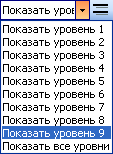 Показать уров
Показать уровень 1
Показать уровень 2
Показать уровень 3
Показать уровень 4
Показать уровень 5
Показать уровень 6
Показать уровень 7
Показать уровень 8
Показать уровень 9
Показать все уровни